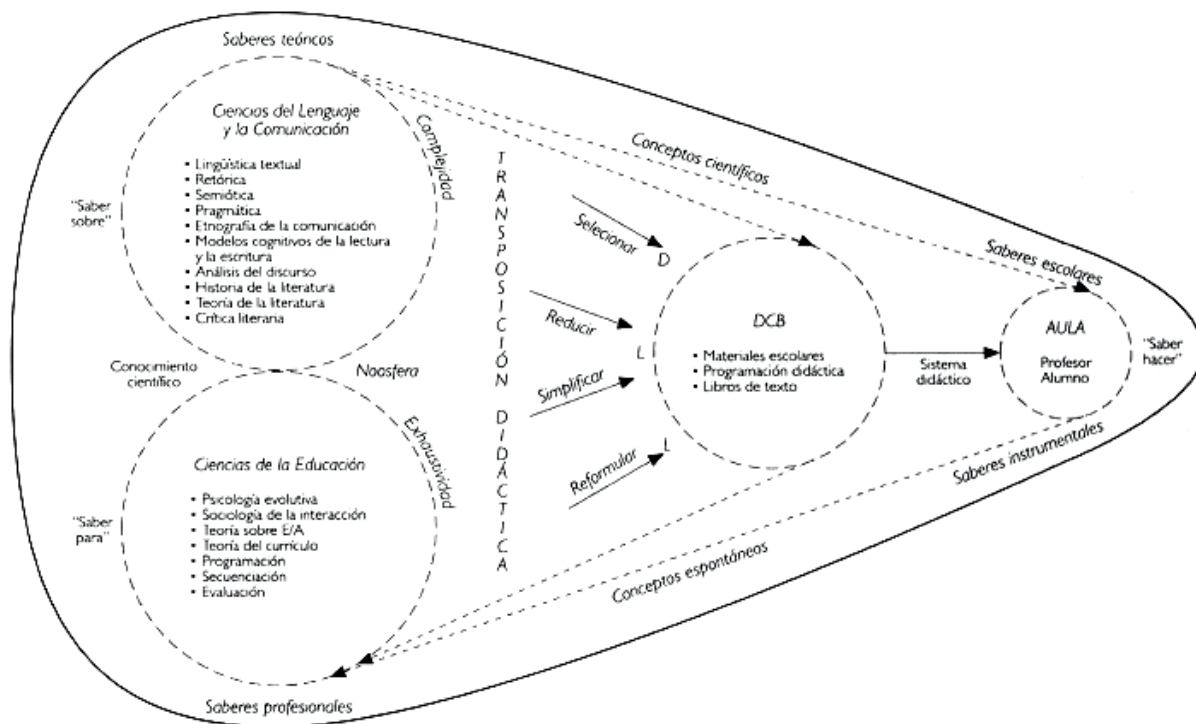 Saberes teóricos
Ciencias del Lenguaje
y la Comunicación
Complejidad
▪ Lingüística textual
▪ Retórica
▪ Semiótica
▪ Pragmática
▪ Etnografía de la comunicación
▪ Modelos cognitivos de la lectura
y la escritura
▪ Análisis del discurso
▪ Historia de la literatura
▪ Teoría de la literatura
▪ Crítica literaria
"Saber
sobre"
Conocimiento
científico
Noosfera
Exhaustividad
Ciencias de la Educación
▪ Psicología evolutiva
▪ Sociología de la interacción
▪ Teoría sobre E/A
▪ Teoría del currículo
▪ Programación
▪ Secuenciación
▪ Evaluación
"Saber
para"
Saberes profesionales
TRANSPOSICIÓN DIDÁCTICA
Selecionar
Reducir
Simplificar
Reformular
D
L
L
Conceptos científicos
DCB
▪ Materiales escolares
▪ Programación didáctica
▪ Libros de texto
Sistema
didáctico
Saberes escolares
AULA
Profesor
Alumno
"Saber
hacer"
Saberes instrumentales
Conceptos espontáneos